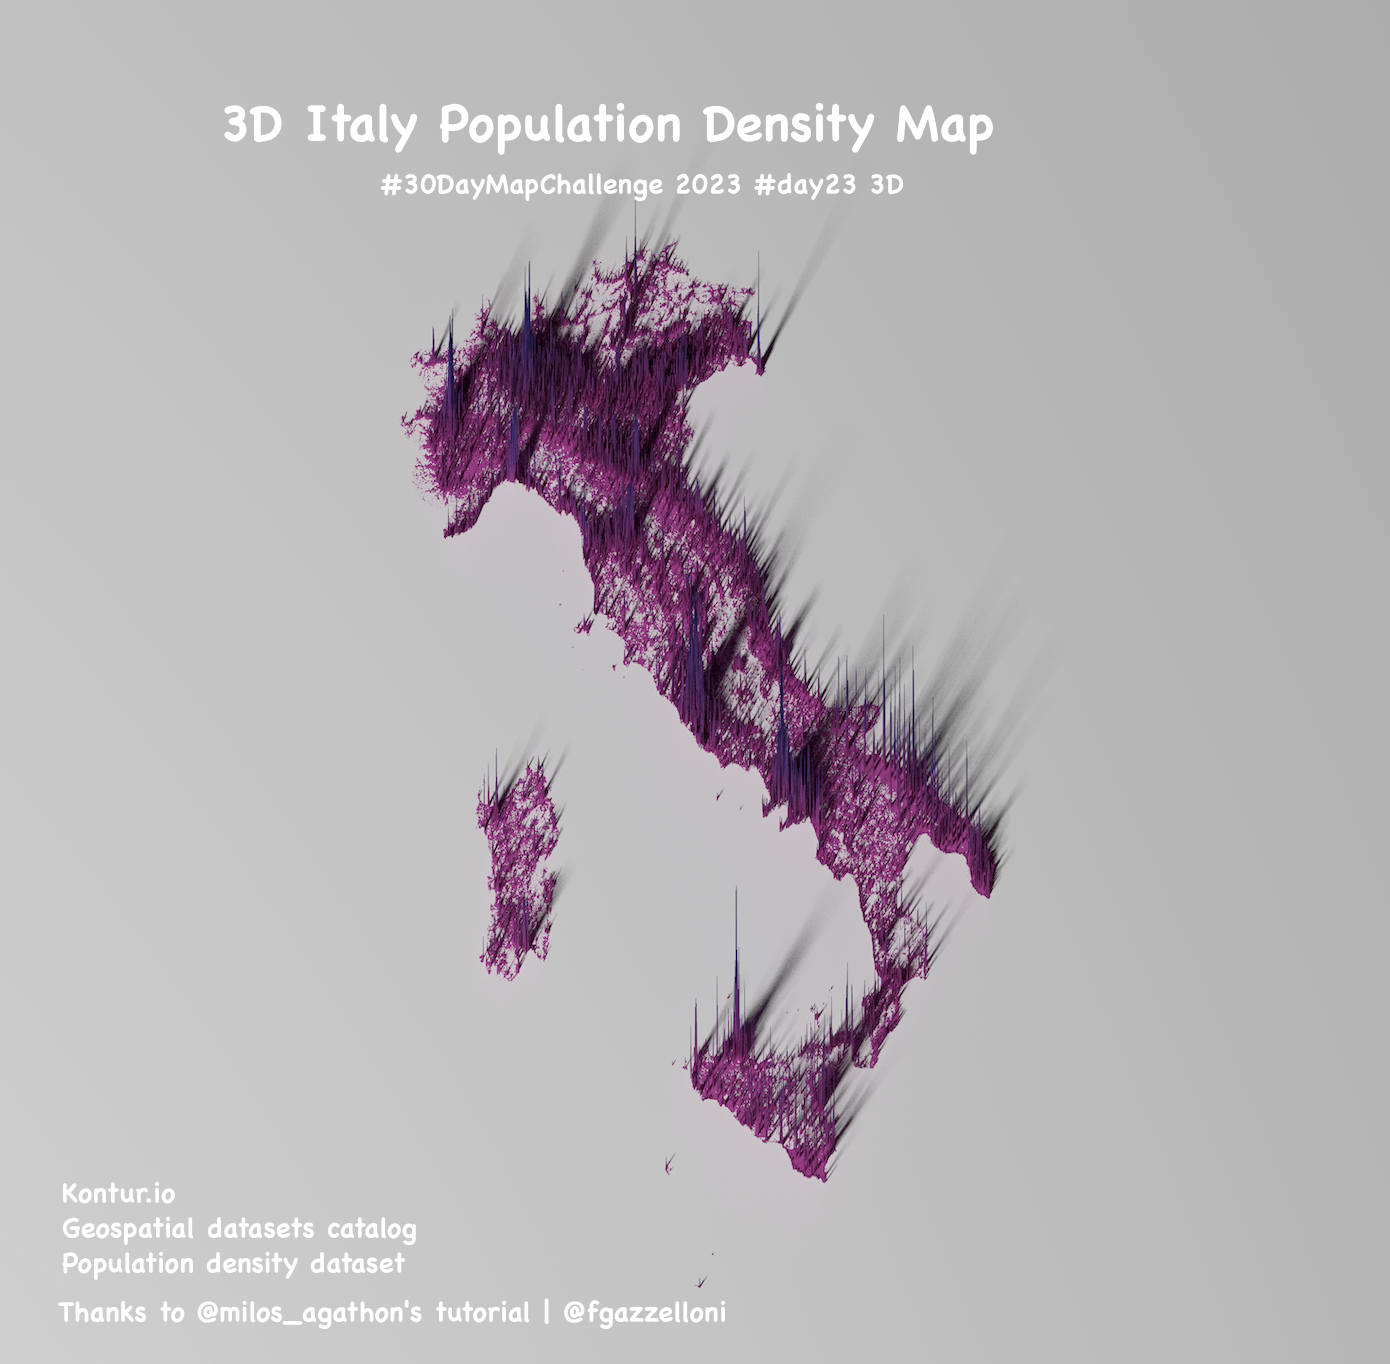 3D Italy Population Density Map
#30DayMapChallenge 2023 #day23 3D
Kontur.io
Geospatial datasets catalog
Population density dataset
Thanks to @milos_agathon's tutorial | @fgazzelloni